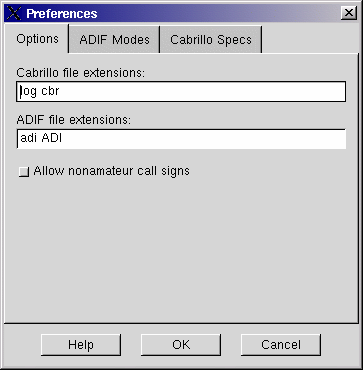 Preferences
Options ADIF Modes Cabrillo Specs
Cabrillo file extensions:
log cbr
ADIF file extensions:
adi ADI
Allow nonamateur call signs
Help OK Cancel